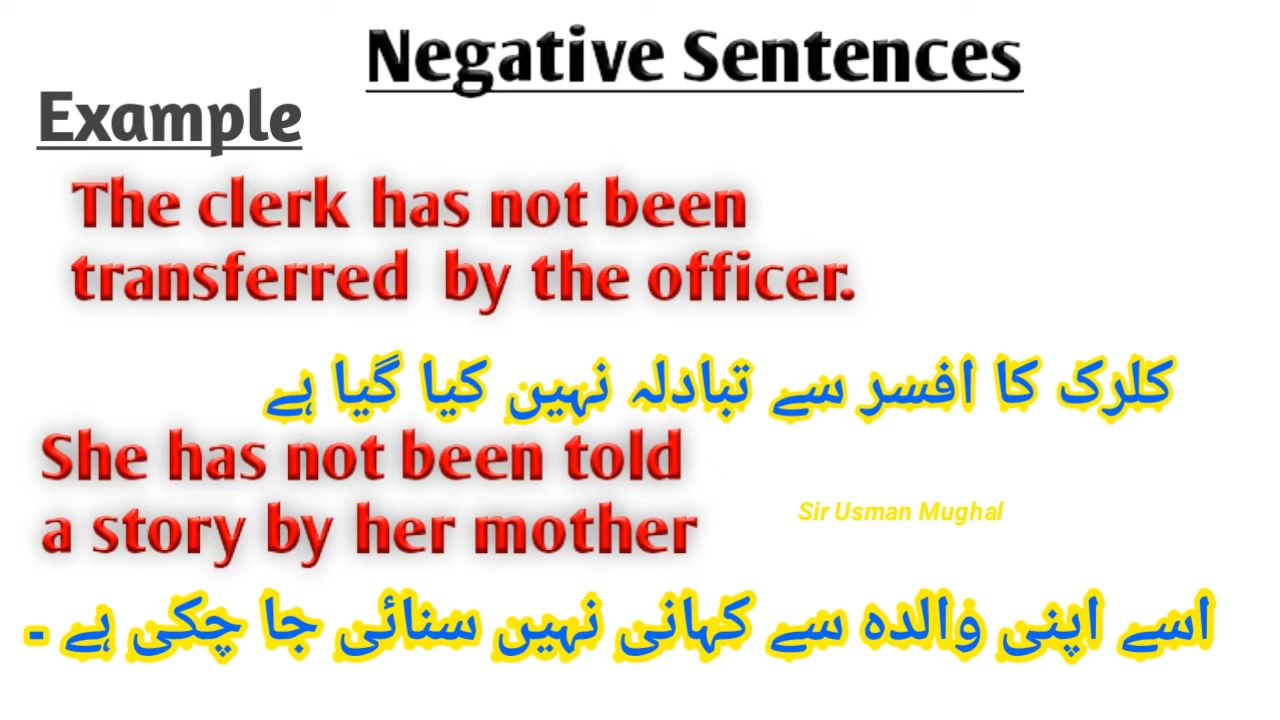 Negative Sentences
Example
The clerk has not been
transferred by the officer.
کلرک کا افسر سے تبادلہ نہیں کیا گیا ہے
She has not been told
a story by her mother
Sir Usman Mughal
اسے اپنی والدہ سے کہانی نہیں سنائی جا چکی ہے ۔